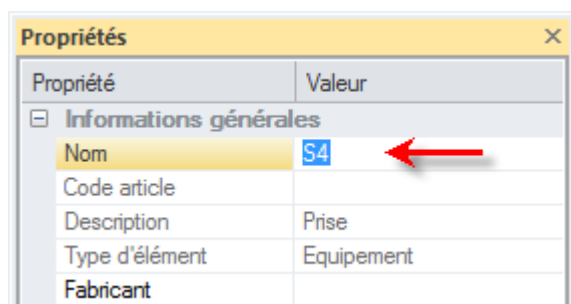 Propriétés
Propriété Valeur
Informations générales
Nom S4
Code article
Description Prise
Type d'élément Equipement
Fabricant